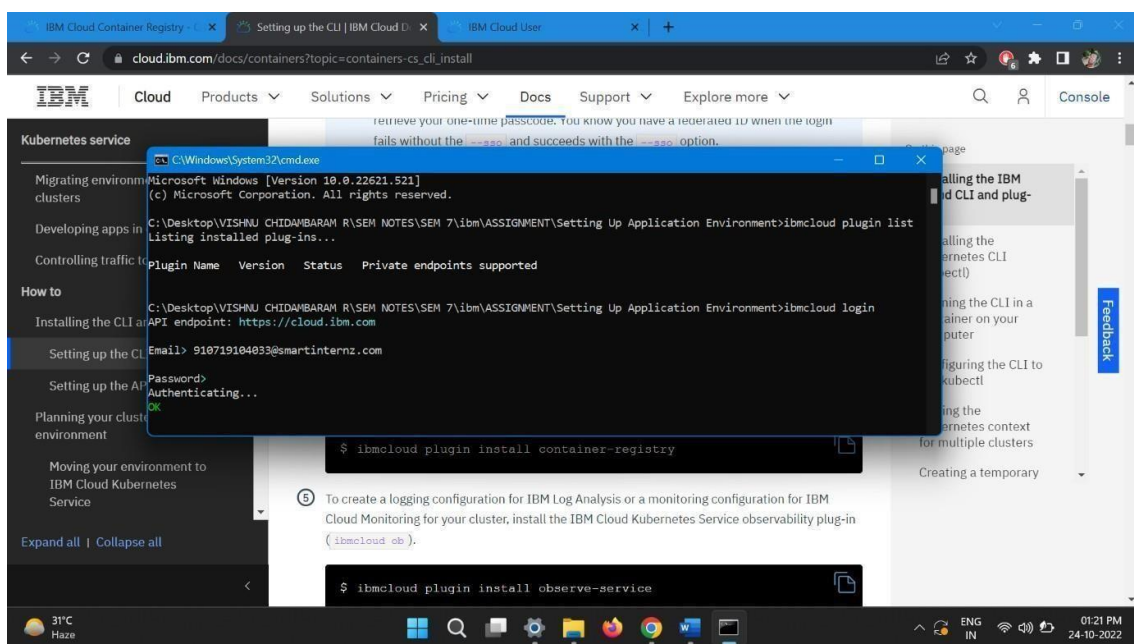 IBM Cloud Container Registry -
Setting up the CLI | IBM Cloud D
IBM Cloud User
cloud.ibm.com/docs/containers?topic=containers-cs_cli_install
6
IBM Cloud Products Solutions Pricing Docs Support Explore more Console
Kubernetes service
Migrating environm
clusters
Developing apps in
Controlling traffic to
How to
Installing the CLI ar
Setting up the CL
Setting up the AP
Planning your cluste
environment
Moving your environment to
IBM Cloud Kubernetes
Service
Expand all | Collapse all
retrieve your one-time passcode. You know you have a federated ID when the login
fails without the --sso and succeeds with the --sso option.
C:\Windows\System32\cmd.exe
Microsoft Windows [Version 10.0.22621.521]
(c) Microsoft Corporation. All rights reserved.
C:\Desktop\VISHNU CHIDAMBARAM R\SEM NOTES\SEM 7\ibm\ASSIGNMENT\Setting Up Application Environment>ibmcloud plugin list
Listing installed plug-ins...
Plugin Name Version Status Private endpoints supported
C:\Desktop\VISHNU CHIDAMBARAM R\SEM NOTES\SEM 7\ibm\ASSIGNMENT\Setting Up Application Environment>ibmcloud login
API endpoint: https://cloud.ibm.com
Email> 910719104033@smartinternz.com
Password>
Authenticating...
OK
$ ibmcloud plugin install container-registry
5 To create a logging configuration for IBM Log Analysis or a monitoring configuration for IBM
Cloud Monitoring for your cluster, install the IBM Cloud Kubernetes Service observability plug-in
( ibmcloud ob ).
$ ibmcloud plugin install observe-service
page
alling the IBM
d CLI and plug-
alling the
ernetes CLI
ectl)
ning the CLI in a
ainer on your
puter
figuring the CLI to
kubectl
ing the
ernetes context
for multiple clusters
Creating a temporary
Feedback
31°C
Haze
ENG
IN
01:21 PM
24-10-2022